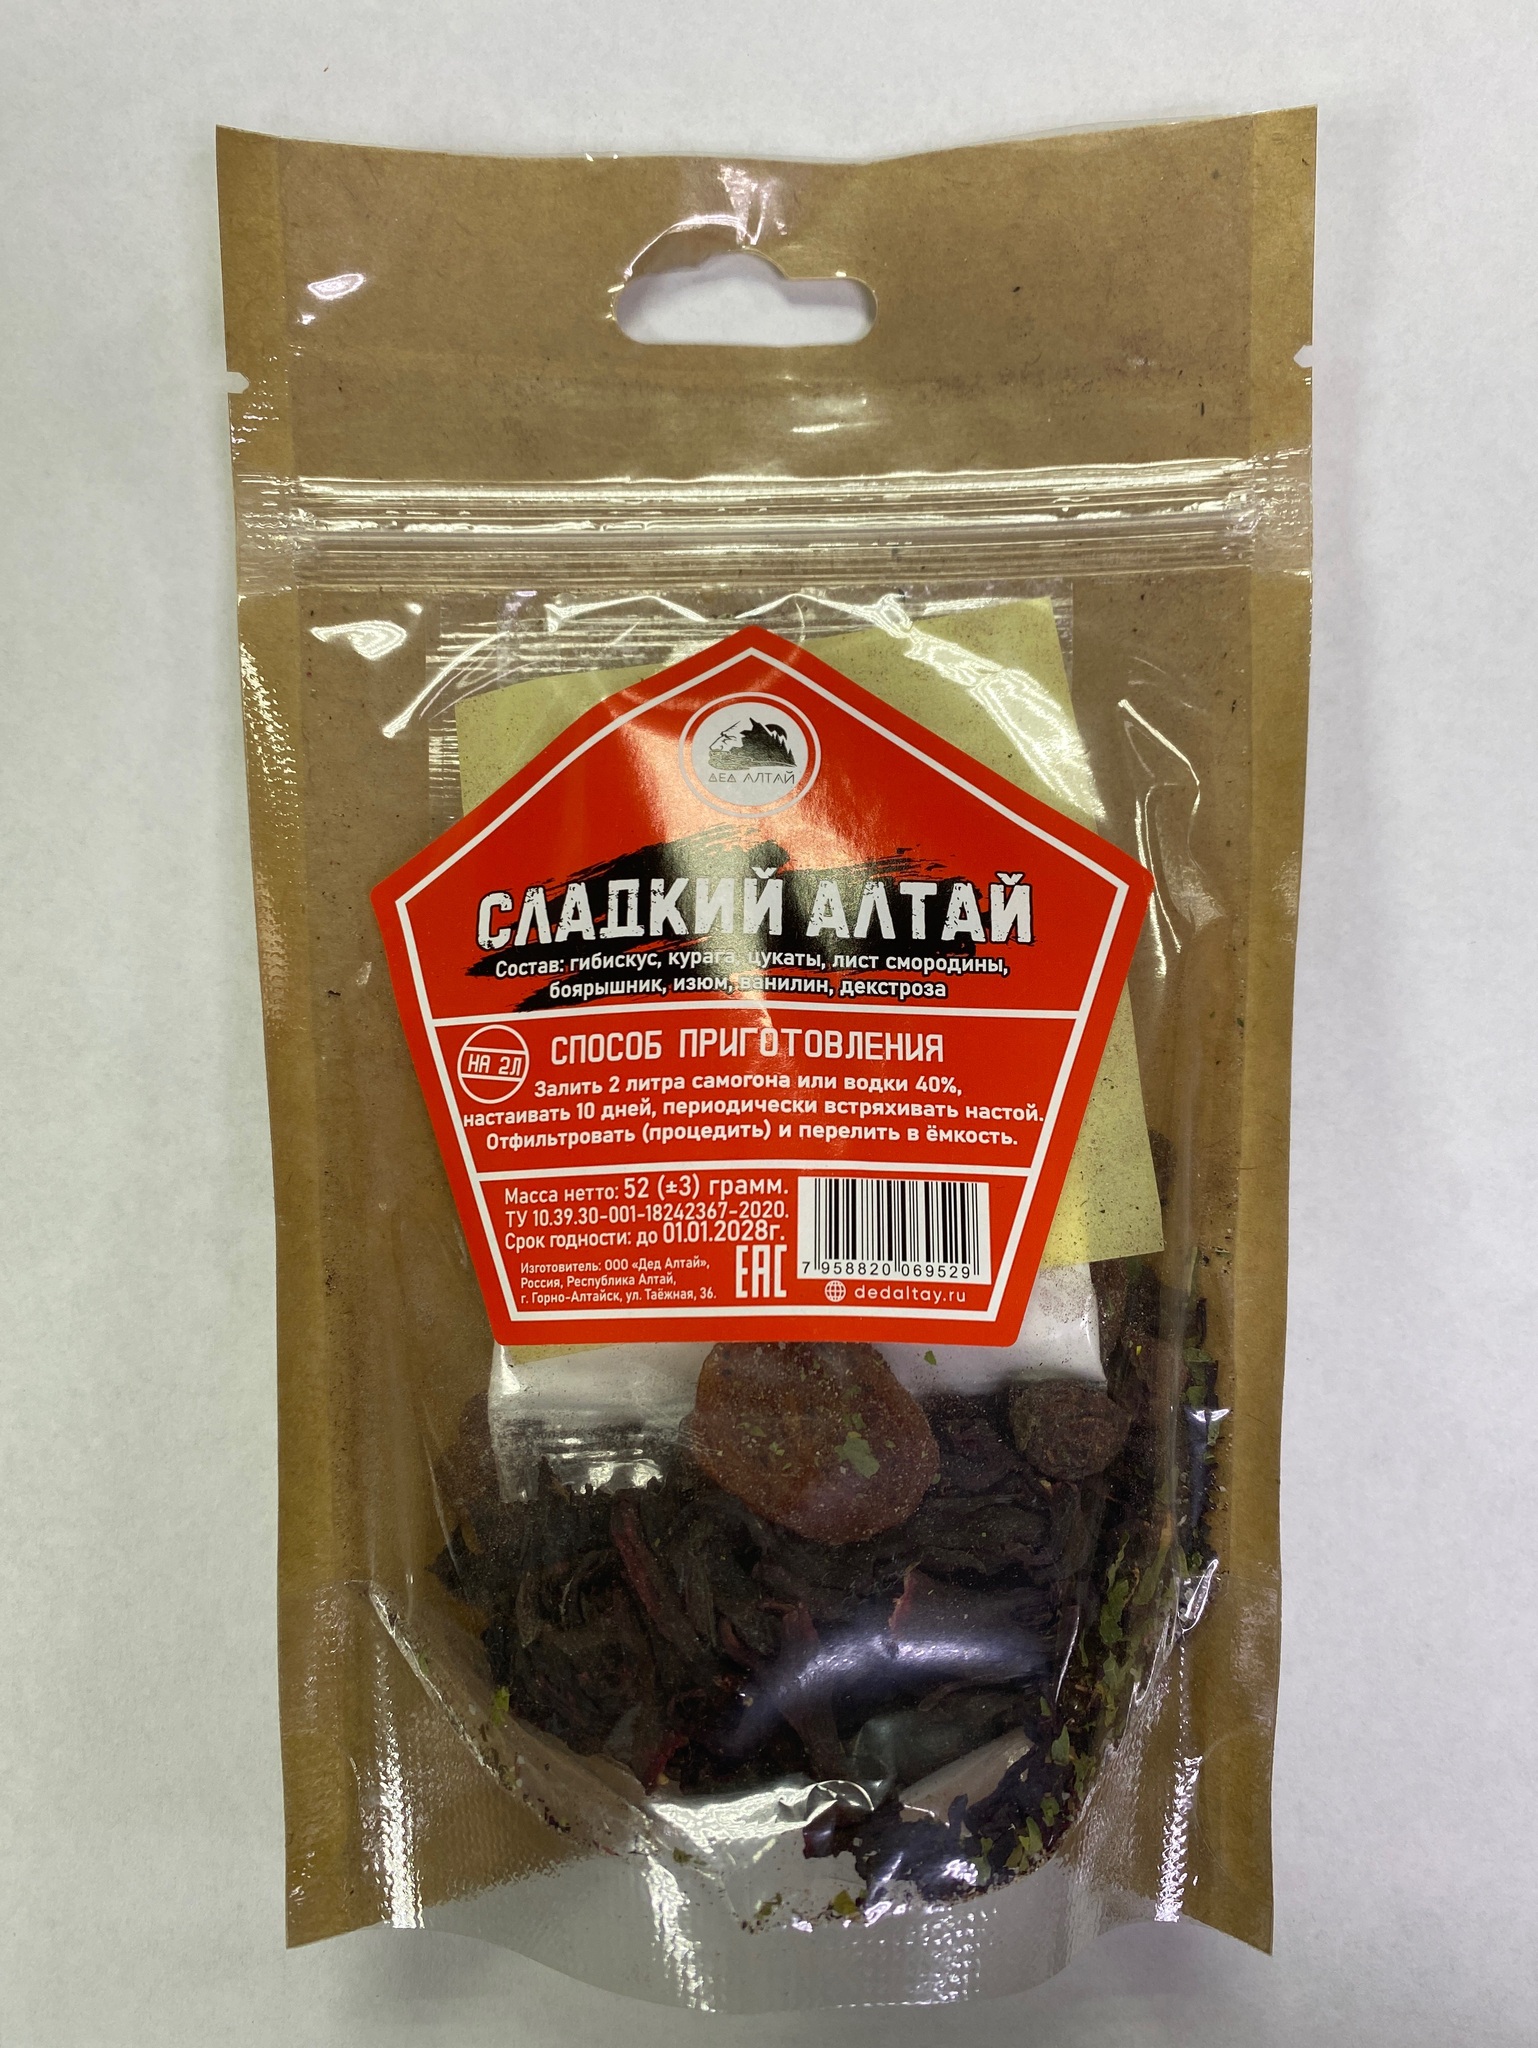 ДЕД АЛТАЙ
СЛАДКИЙ АЛТАЙ
Состав: гибискус, курага, цукаты, лист смородины,
боярышник, изюм, ванилин, декстроза
НА 2Л
СПОСОБ ПРИГОТОВЛЕНИЯ
Залить 2 литра самогона или водки 40%,
настаивать 10 дней, периодически встряхивать настой.
Отфильтровать (процедить) и перелить в ёмкость.
Масса нетто: 52 (±3) грамм.
ТУ 10.39.30-001-18242367-2020.
Срок годности: до 01.01.2028г.
Изготовитель: ООО «Дед Алтай»,
Россия, Республика Алтай,
г. Горно-Алтайск, ул. Таёжная, 36.
EAC
7 958820 069529
dedaltay.ru